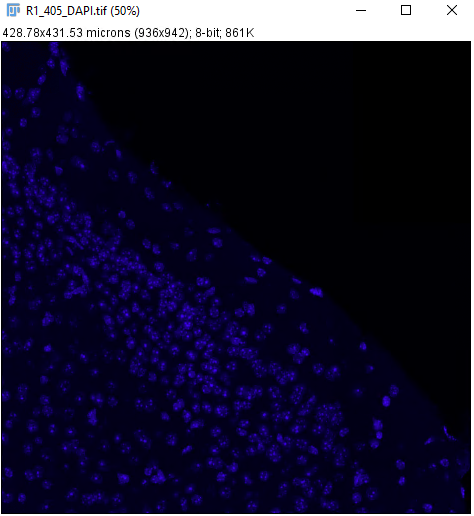 R1_405_DAPI.tif (50%)
428.78x431.53 microns (936x942); 8-bit; 861K